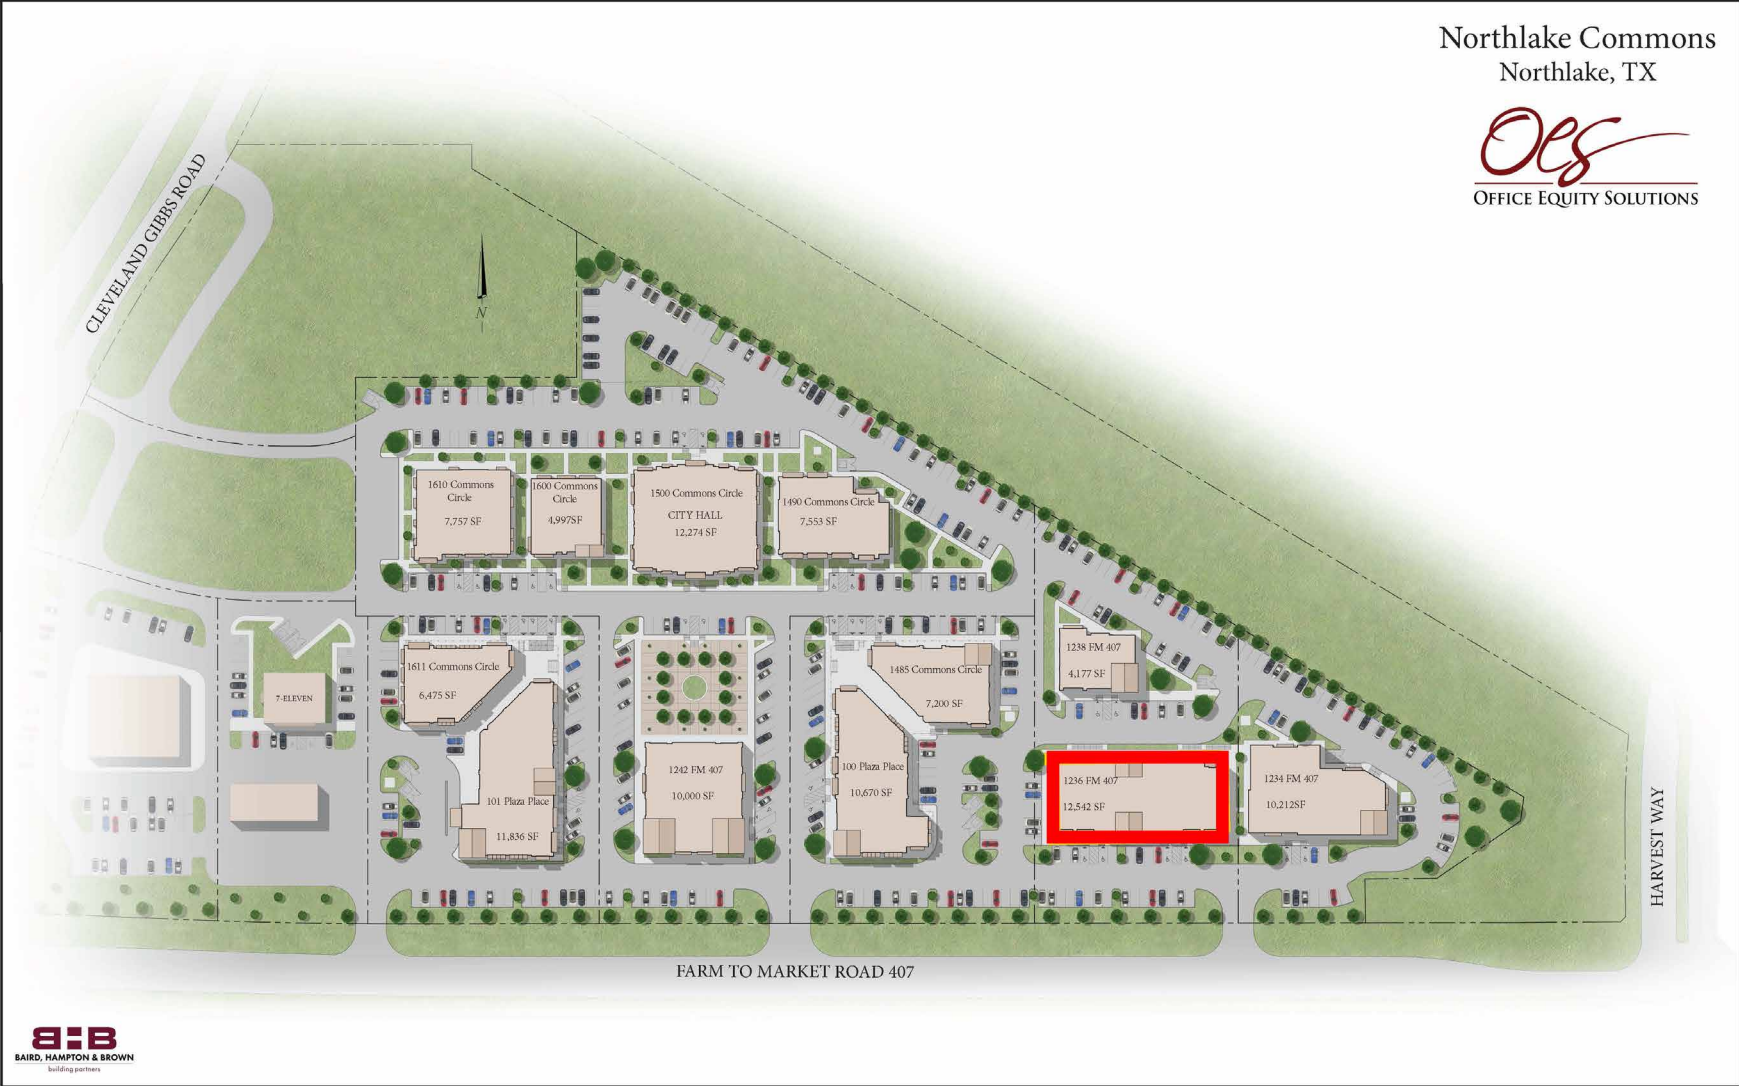 Northlake Commons
Northlake, TX
Oes
OFFICE EQUITY SOLUTIONS
CLEVELAND GIBBS ROAD
N
1610 Commons
Circle
7,757 SF
1600 Commons
Circle
4,997SF
1500 Commons Circle
CITY HALL
12,274 SF
1490 Commons Circle
7,553 SF
1611 Commons Circle
6,475 SF
7-ELEVEN
101 Plaza Place
11,836 SF
1242 FM 407
10,000 SF
1485 Commons Circle
7,200 SF
100 Plaza Place
10,670 SF
1238 FM 407
4,177 SF
1236 FM 407
12,542 SF
1234 FM 407
10,212SF
HARVEST WAY
FARM TO MARKET ROAD 407
BHB
BAIRD, HAMPTON & BROWN
building partners